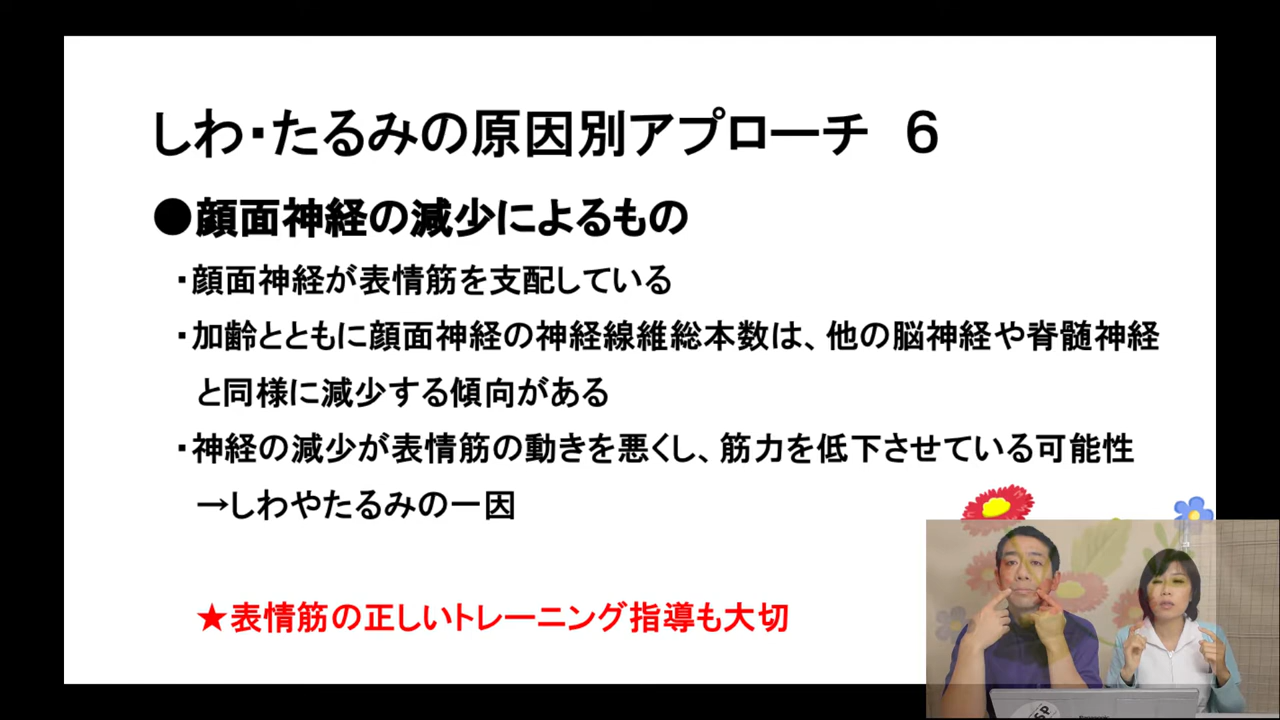 しわ・たるみの原因別アプローチ 6
●顔面神経の減少によるもの
・顔面神経が表情筋を支配している
・加齢とともに顔面神経の神経線維総本数は、他の脳神経や脊髄神経
と同様に減少する傾向がある
・神経の減少が表情筋の動きを悪くし、筋力を低下させている可能性
→しわやたるみの一因
★表情筋の正しいトレーニング指導も大切